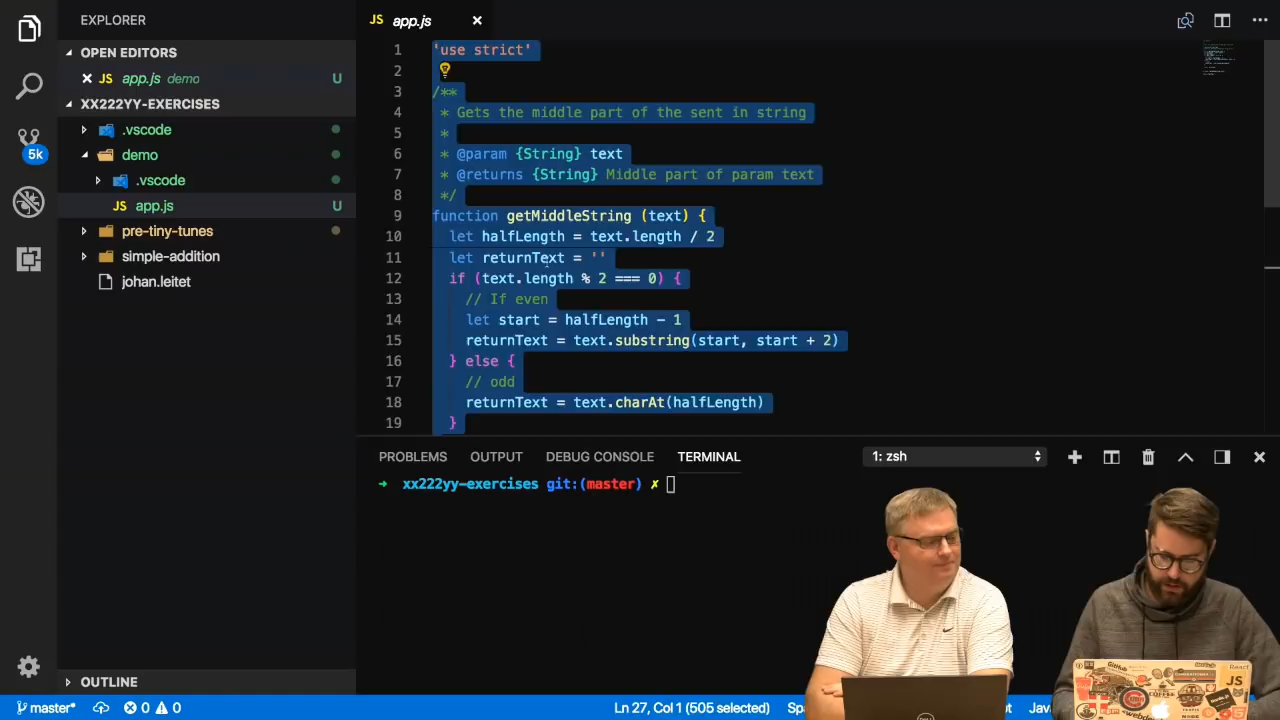 EXPLORER
OPEN EDITORS
app.js demo U
XX222YY-EXERCISES
.vscode
demo
.vscode
JS app.js U
pre-tiny-tunes
simple-addition
johan.leitet
5k
JS app.js
1 'use strict'
2
3 /**
4 * Gets the middle part of the sent in string
5 *
6 * @param {String} text
7 * @returns {String} Middle part of param text
8 */
9 function getMiddleString (text) {
10 let halfLength = text.length / 2
11 let returnText = ''
12 if (text.length % 2 === 0) {
13 // If even
14 let start = halfLength - 1
15 returnText = text.substring(start, start + 2)
16 } else {
17 // odd
18 returnText = text.charAt(halfLength)
19 }
PROBLEMS OUTPUT DEBUG CONSOLE TERMINAL 1: zsh
➜ xx222yy-exercises git:(master) ✗
OUTLINE
master* 0 0 Ln 27, Col 1 (505 selected)
GitHub
JS
React
DELL